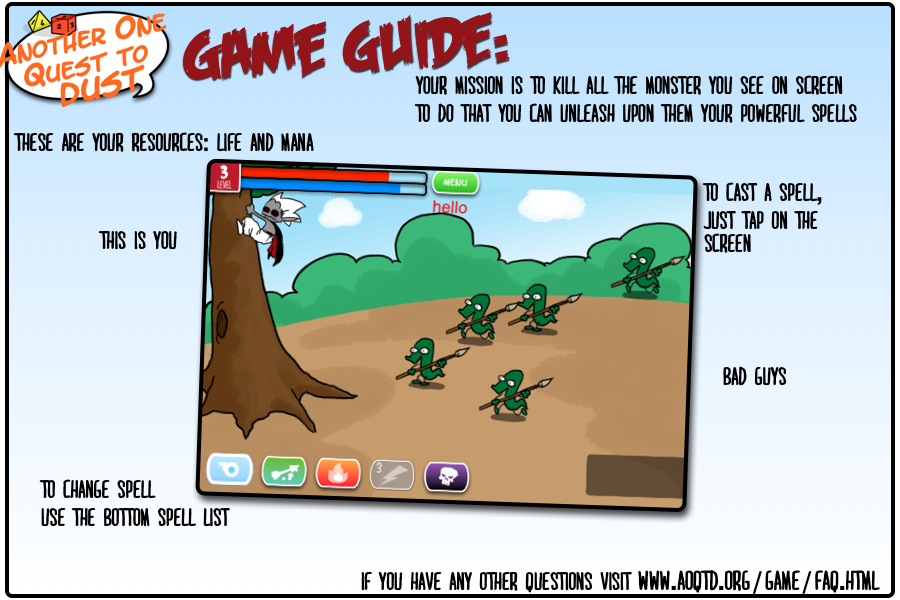 ANOTHER ONE
QUEST TO
DUST 2
GAME GUIDE:
YOUR MISSION IS TO KILL ALL THE MONSTER YOU SEE ON SCREEN
TO DO THAT YOU CAN UNLEASH UPON THEM YOUR POWERFUL SPELLS
THESE ARE YOUR RESOURCES: LIFE AND MANA
3
LEVEL
MENU
hello
TO CAST A SPELL,
JUST TAP ON THE
SCREEN
THIS IS YOU
BAD GUYS
3
TO CHANGE SPELL
USE THE BOTTOM SPELL LIST
IF YOU HAVE ANY OTHER QUESTIONS VISIT WWW.AOQTD.ORG/GAME/FAQ.HTML